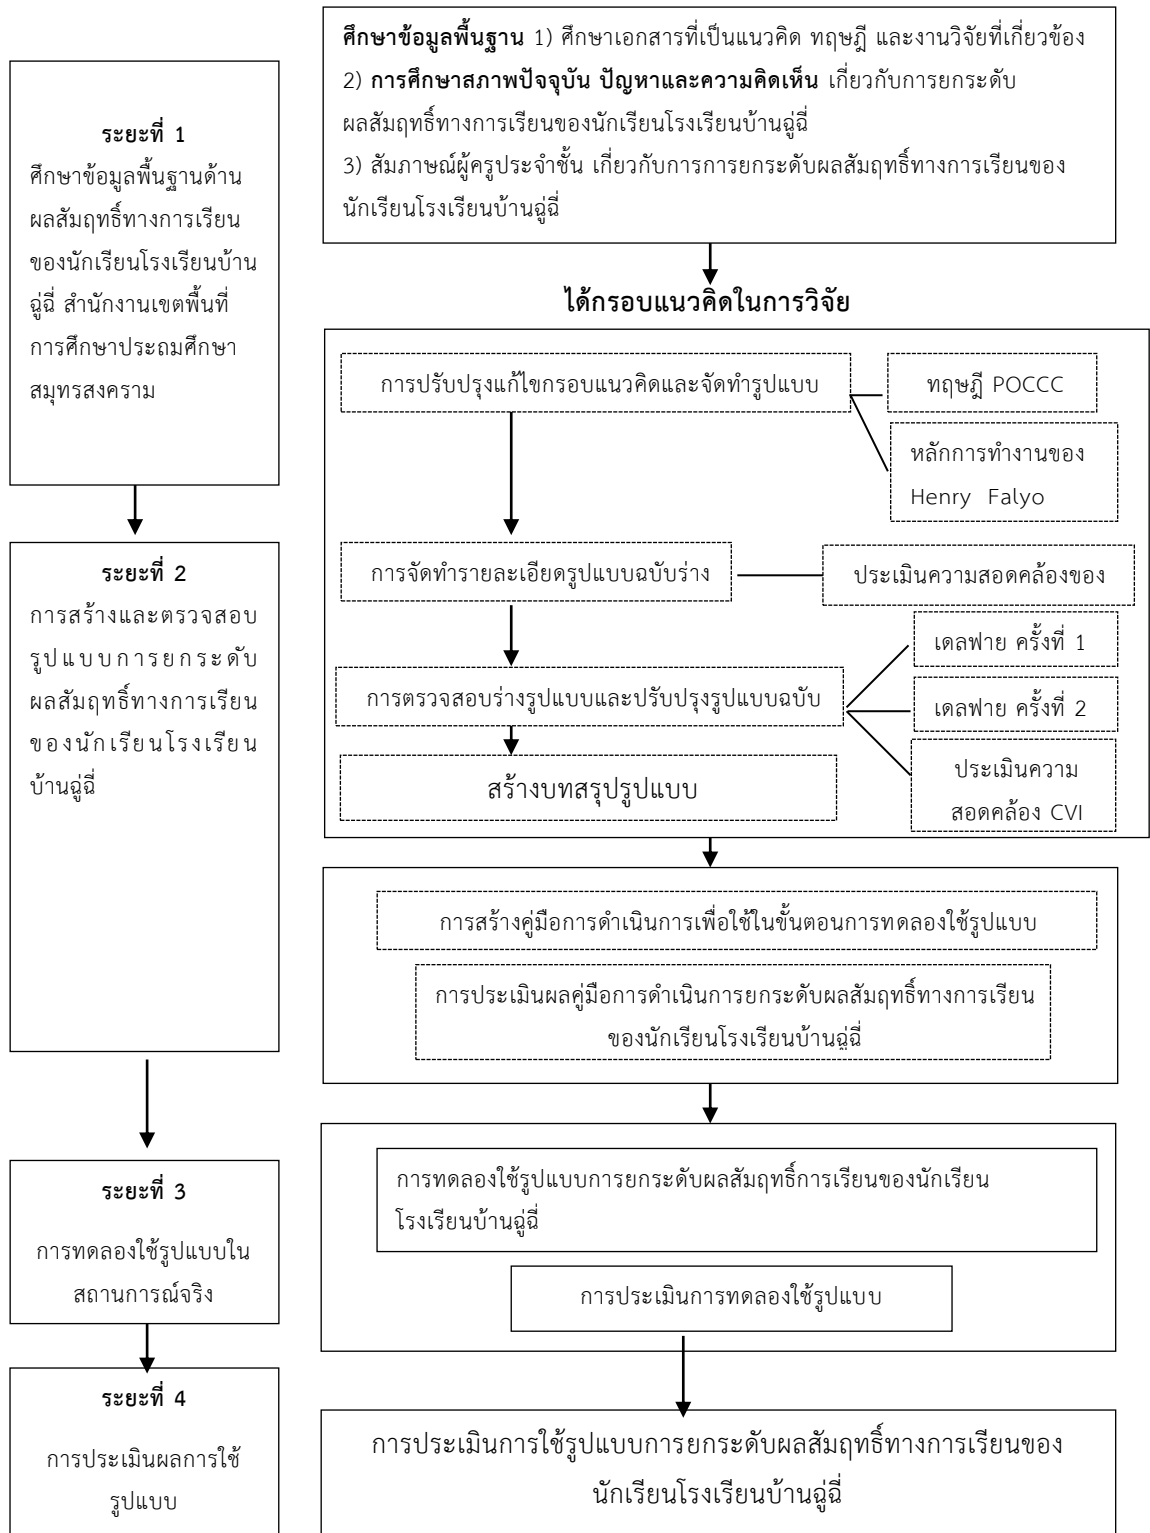 ระยะที่ 1
ศึกษาข้อมูลพื้นฐานด้าน
ผลสัมฤทธิ์ทางการเรียน
ของนักเรียนโรงเรียนบ้าน
ฉู่ฉี่ สำนักงานเขตพื้นที่
การศึกษาประถมศึกษา
สมุทรสงคราม
ศึกษาข้อมูลพื้นฐาน 1) ศึกษาเอกสารที่เป็นแนวคิด ทฤษฎี และงานวิจัยที่เกี่ยวข้อง
2) การศึกษาสภาพปัจจุบัน ปัญหาและความคิดเห็น เกี่ยวกับการยกระดับ
ผลสัมฤทธิ์ทางการเรียนของนักเรียนโรงเรียนบ้านฉู่ฉี่
3) สัมภาษณ์ผู้ครูประจำชั้น เกี่ยวกับการการยกระดับผลสัมฤทธิ์ทางการเรียนของ
นักเรียนโรงเรียนบ้านฉู่ฉี่
ได้กรอบแนวคิดในการวิจัย
ระยะที่ 2
การสร้างและตรวจสอบ
รูปแบบการยกระดับ
ผลสัมฤทธิ์ทางการเรียน
ของนักเรียนโรงเรียน
บ้านฉู่ฉี่
การปรับปรุงแก้ไขกรอบแนวคิดและจัดทำรูปแบบ
ทฤษฎี POCCC
หลักการทำงานของ
Henry Falyo
การจัดทำรายละเอียดรูปแบบฉบับร่าง
ประเมินความสอดคล้องของ
การตรวจสอบร่างรูปแบบและปรับปรุงรูปแบบฉบับ
เดลฟาย ครั้งที่ 1
เดลฟาย ครั้งที่ 2
ประเมินความ
สอดคล้อง CVI
สร้างบทสรุปรูปแบบ
การสร้างคู่มือการดำเนินการเพื่อใช้ในขั้นตอนการทดลองใช้รูปแบบ
การประเมินผลคู่มือการดำเนินการยกระดับผลสัมฤทธิ์ทางการเรียน
ของนักเรียนโรงเรียนบ้านฉู่ฉี่
ระยะที่ 3
การทดลองใช้รูปแบบใน
สถานการณ์จริง
การทดลองใช้รูปแบบการยกระดับผลสัมฤทธิ์การเรียนของนักเรียน
โรงเรียนบ้านฉู่ฉี่
การประเมินการทดลองใช้รูปแบบ
ระยะที่ 4
การประเมินผลการใช้
รูปแบบ
การประเมินการใช้รูปแบบการยกระดับผลสัมฤทธิ์ทางการเรียนของ
นักเรียนโรงเรียนบ้านฉู่ฉี่